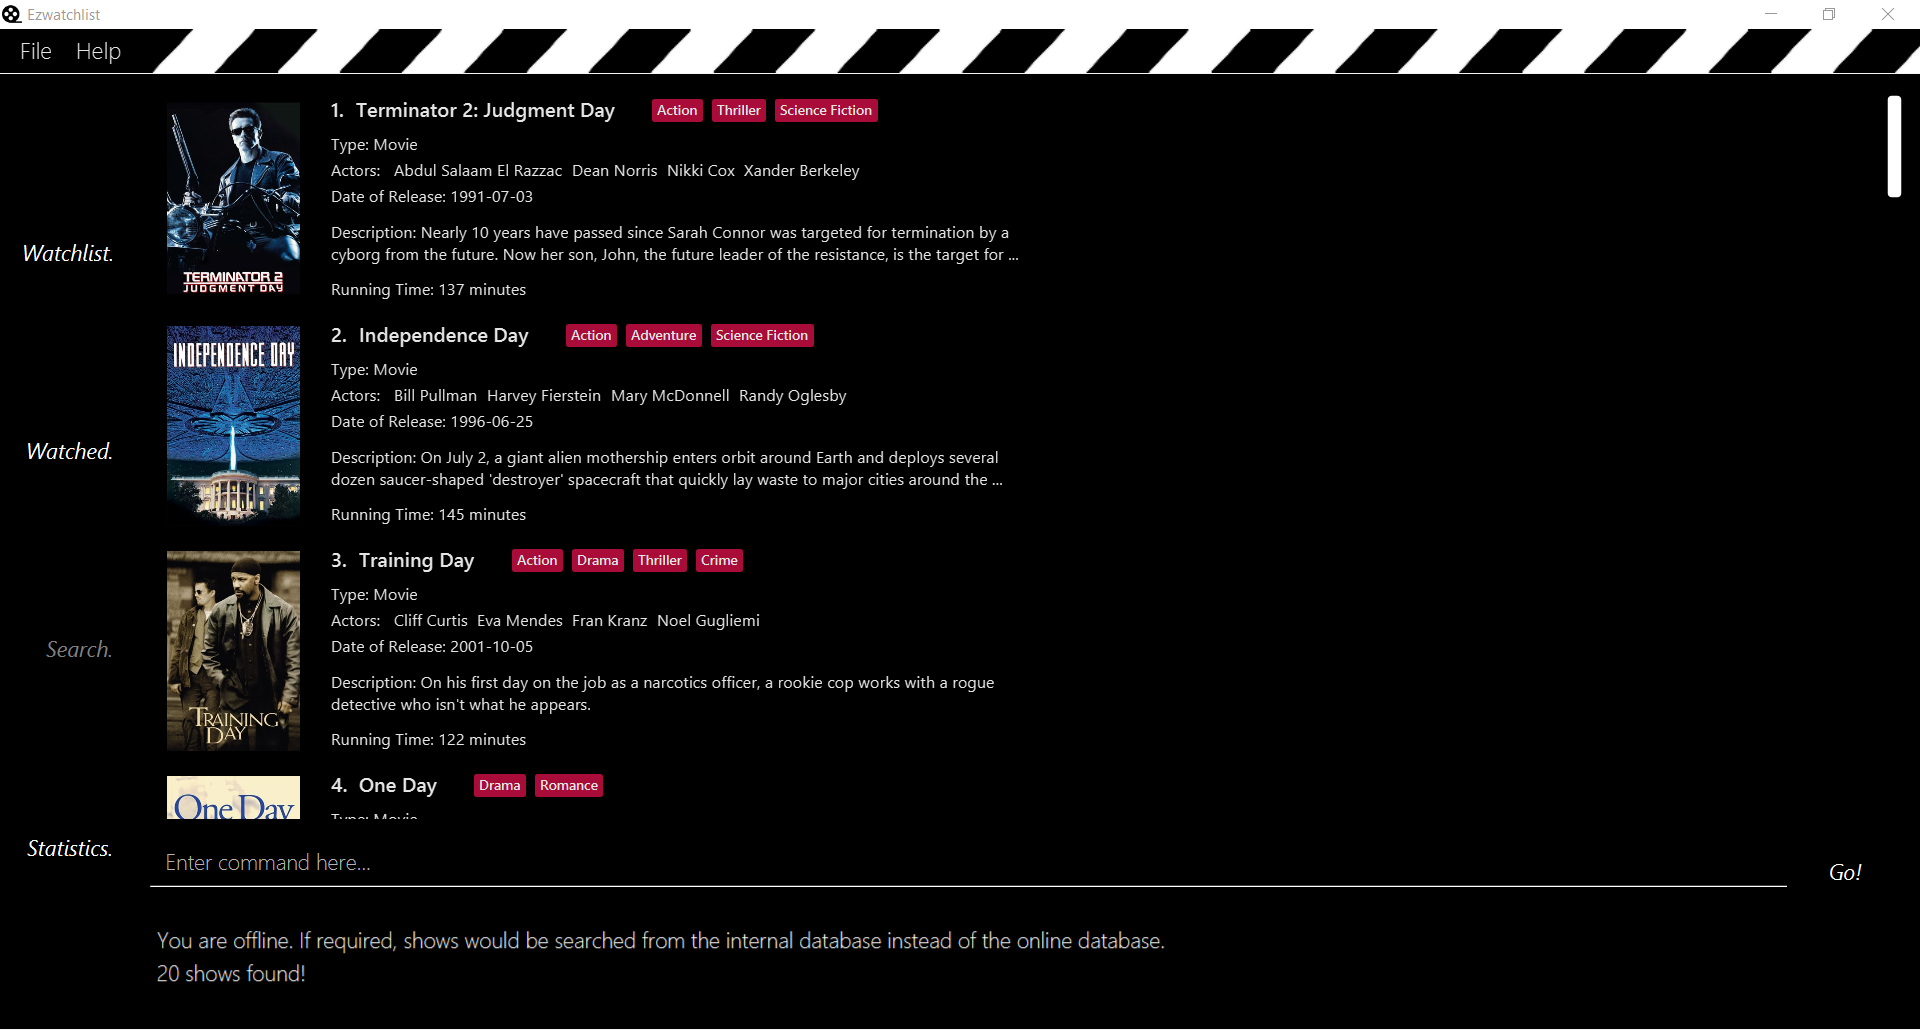 Ezwatchlist
File Help
1. Terminator 2: Judgment Day Action Thriller Science Fiction
Type: Movie
Actors: Abdul Salaam El Razzac Dean Norris Nikki Cox Xander Berkeley
Date of Release: 1991-07-03
Description: Nearly 10 years have passed since Sarah Connor was targeted for termination by a
cyborg from the future. Now her son, John, the future leader of the resistance, is the target for ...
Running Time: 137 minutes
TERMINATOR 2
JUDGMENT DAY
Watchlist.
2. Independence Day Action Adventure Science Fiction
Type: Movie
Actors: Bill Pullman Harvey Fierstein Mary McDonnell Randy Oglesby
Date of Release: 1996-06-25
Description: On July 2, a giant alien mothership enters orbit around Earth and deploys several
dozen saucer-shaped 'destroyer' spacecraft that quickly lay waste to major cities around the ...
Running Time: 145 minutes
INDEPENDENCE DAY
Watched.
3. Training Day Action Drama Thriller Crime
Type: Movie
Actors: Cliff Curtis Eva Mendes Fran Kranz Noel Gugliemi
Date of Release: 2001-10-05
Description: On his first day on the job as a narcotics officer, a rookie cop works with a rogue
detective who isn't what he appears.
Running Time: 122 minutes
TRAINING
DAY
Search.
4. One Day Drama Romance
Type: Movie
One Day
Statistics.
Enter command here...
Go!
You are offline. If required, shows would be searched from the internal database instead of the online database.
20 shows found!